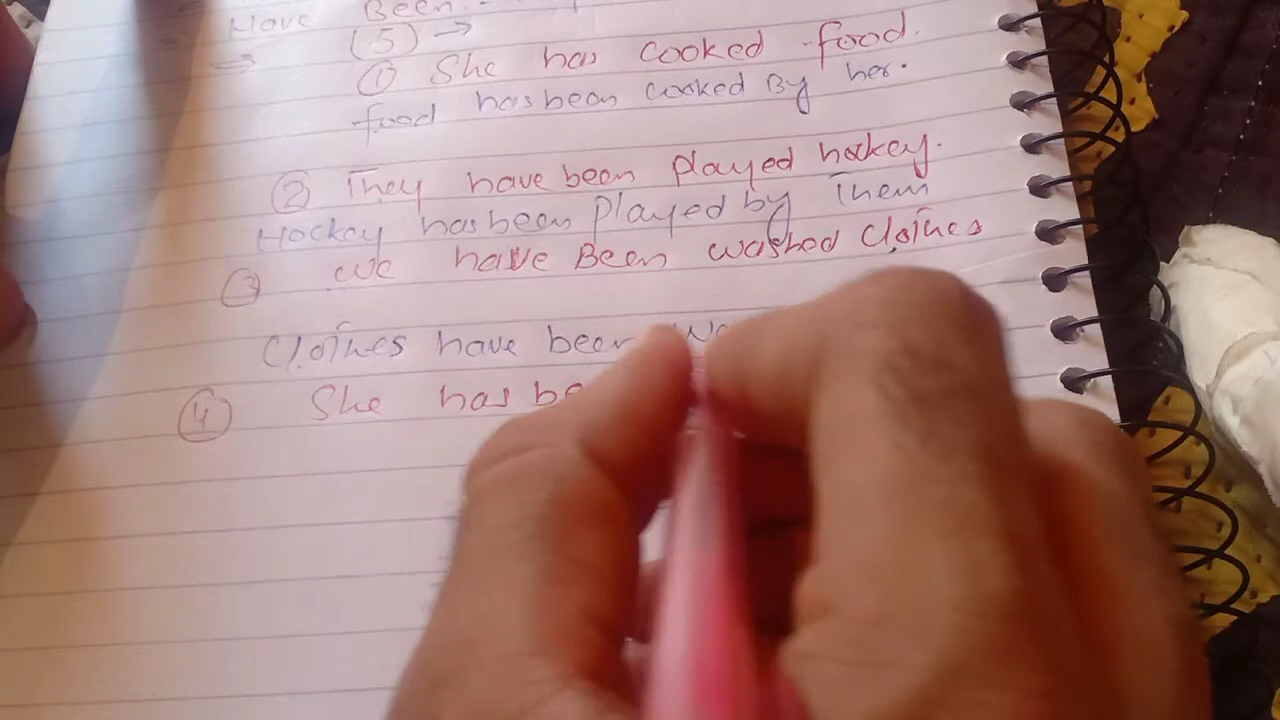 Have Been
(5) →
→ ① She has cooked food.
food has been cooked By her.
② They have been played hockey.
Hockey has been played by Them
③ we have Been washed clothes
Clothes have been
④ She has